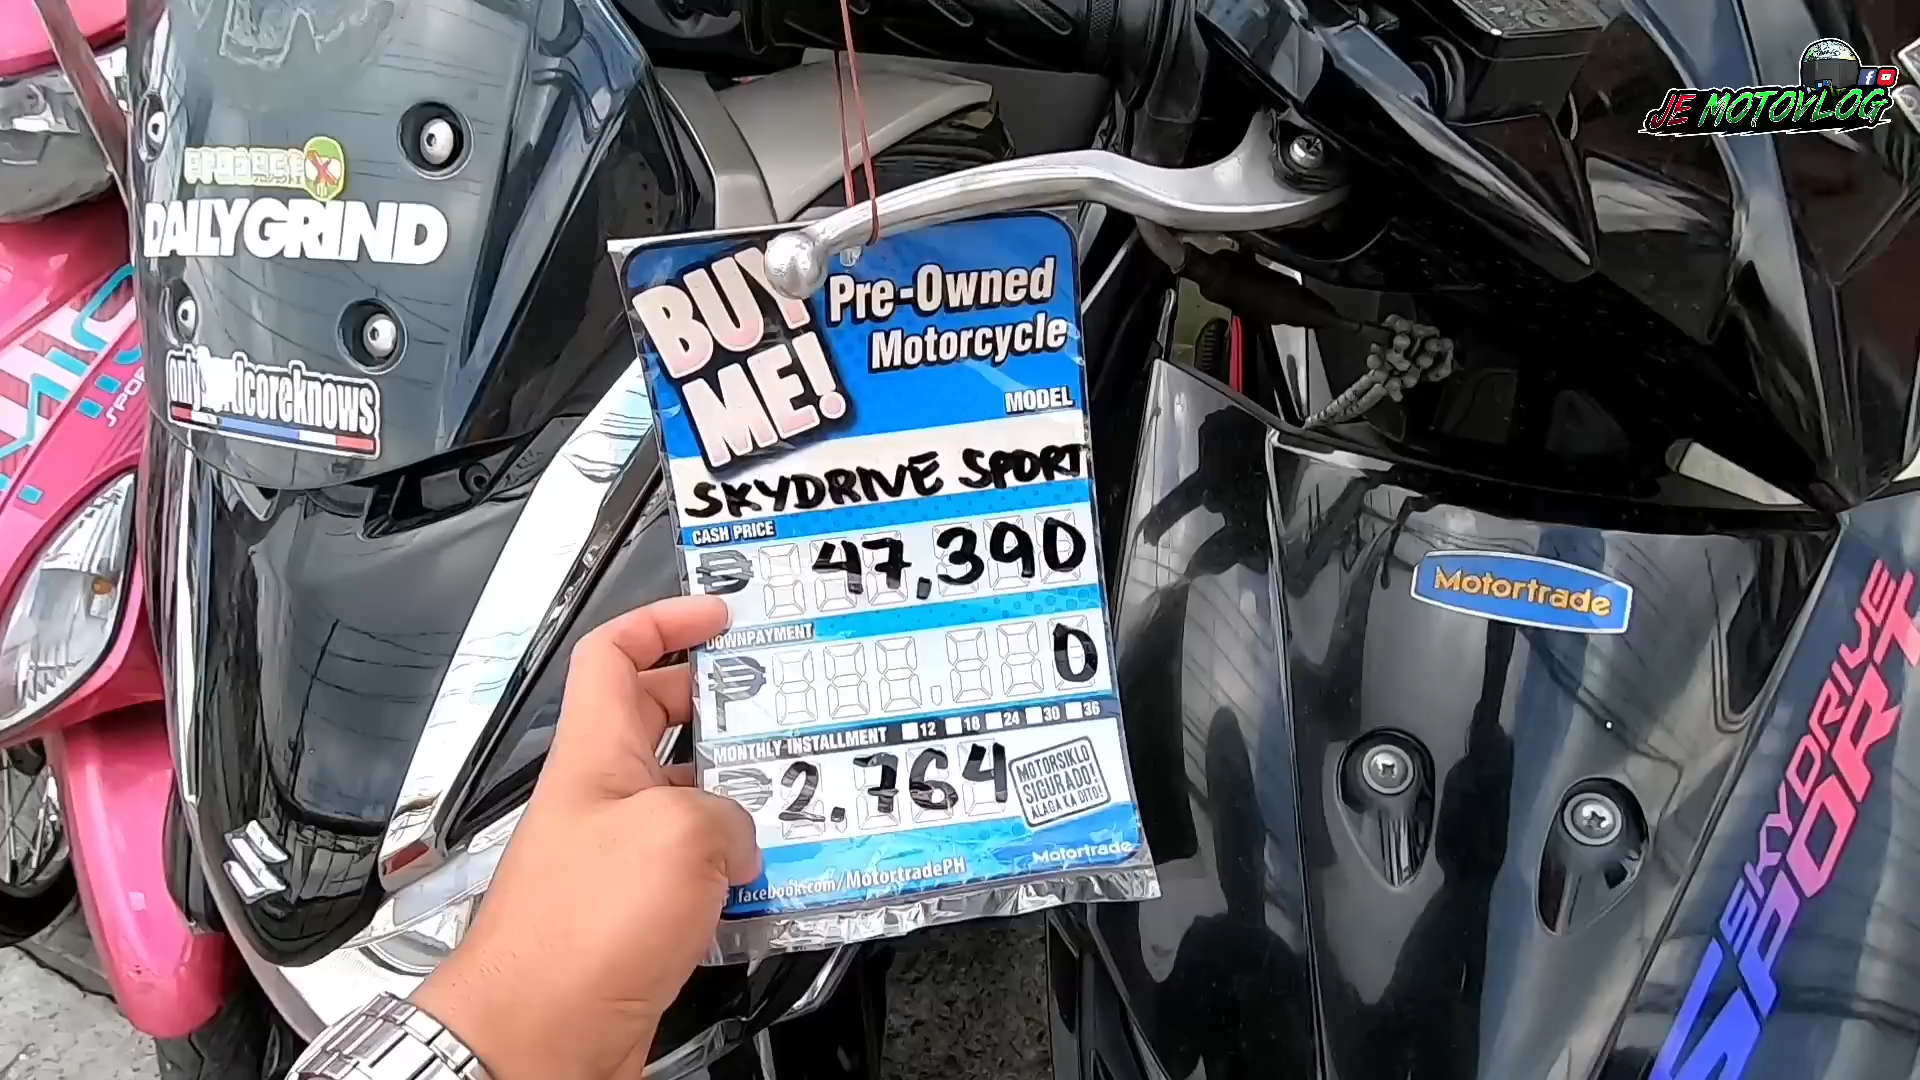 JE MOTOVLOG
DAILYGRIND
BUY
ME!
Pre-Owned
Motorcycle
MODEL
SKYDRIVE SPORT
CASH PRICE
₱ 47,390
DOWNPAYMENT
₱ 0
MONTHLY INSTALLMENT 12 18 24 30 36
₱ 2.764
MOTORSIKLO
SIGURADO!
ALAGA KA DITO!
facebook.com/MotortradePH
Motortrade
Motortrade
SKYDRIVE
SPORT